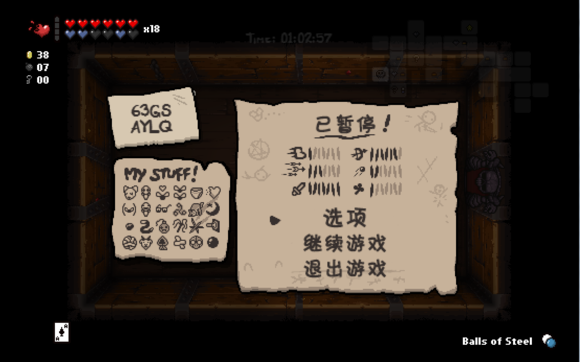 x18
Time: 01:02:57
38
07
00
63GS
AYLQ
MY STUFF!
已暂停！
选项
继续游戏
退出游戏
A
Balls of Steel